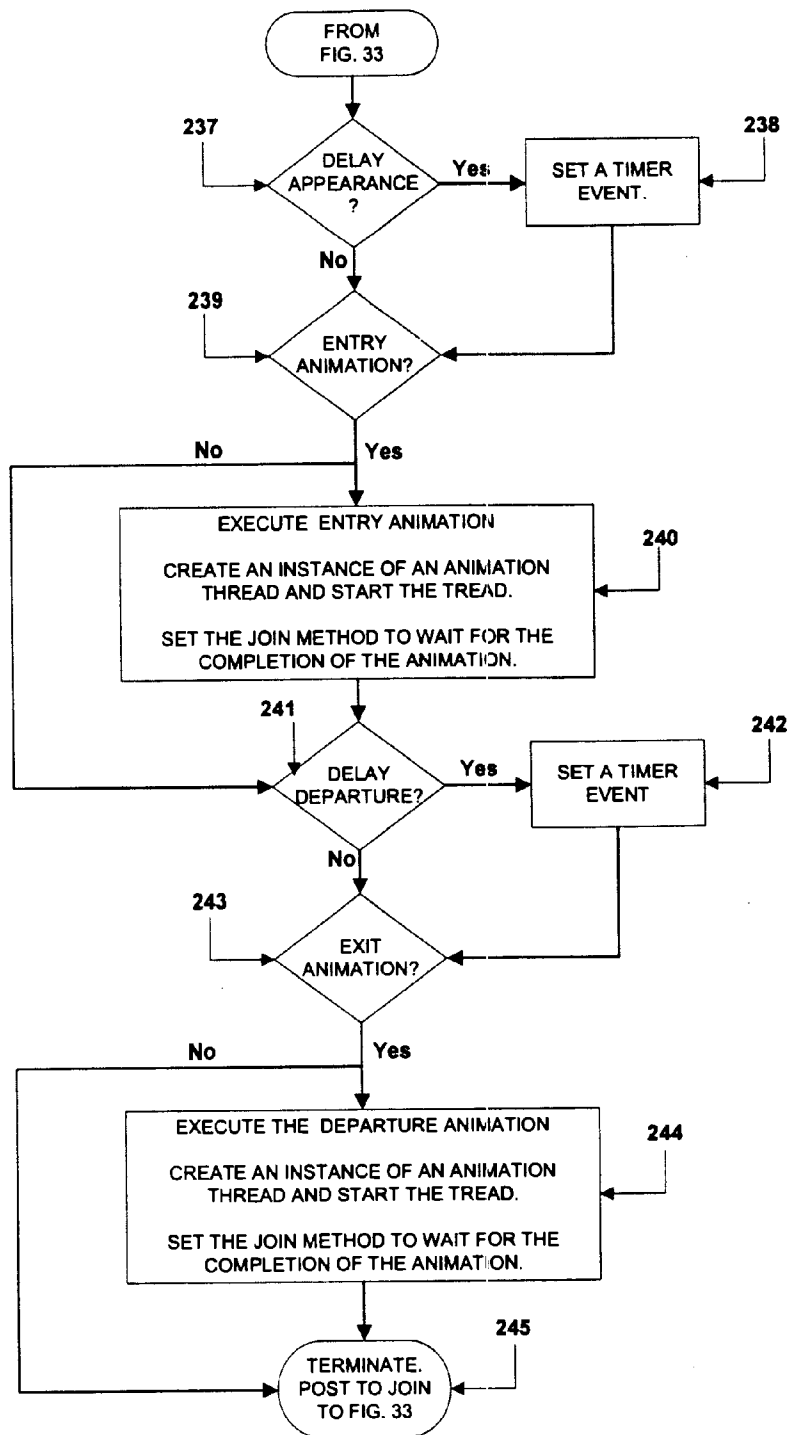 FROM
FIG. 33
237
238
DELAY
APPEARANCE
?
Yes
SET A TIMER
EVENT.
No
239
ENTRY
ANIMATION?
No
Yes
EXECUTE ENTRY ANIMATION
CREATE AN INSTANCE OF AN ANIMATION
THREAD AND START THE TREAD.
SET THE JOIN METHOD TO WAIT FOR THE
COMPLETION OF THE ANIMATION.
240
241
242
DELAY
DEPARTURE?
Yes
SET A TIMER
EVENT
No
243
EXIT
ANIMATION?
No
Yes
EXECUTE THE DEPARTURE ANIMATION
CREATE AN INSTANCE OF AN ANIMATION
THREAD AND START THE TREAD.
SET THE JOIN METHOD TO WAIT FOR THE
COMPLETION OF THE ANIMATION.
244
245
TERMINATE.
POST TO JOIN
TO FIG. 33